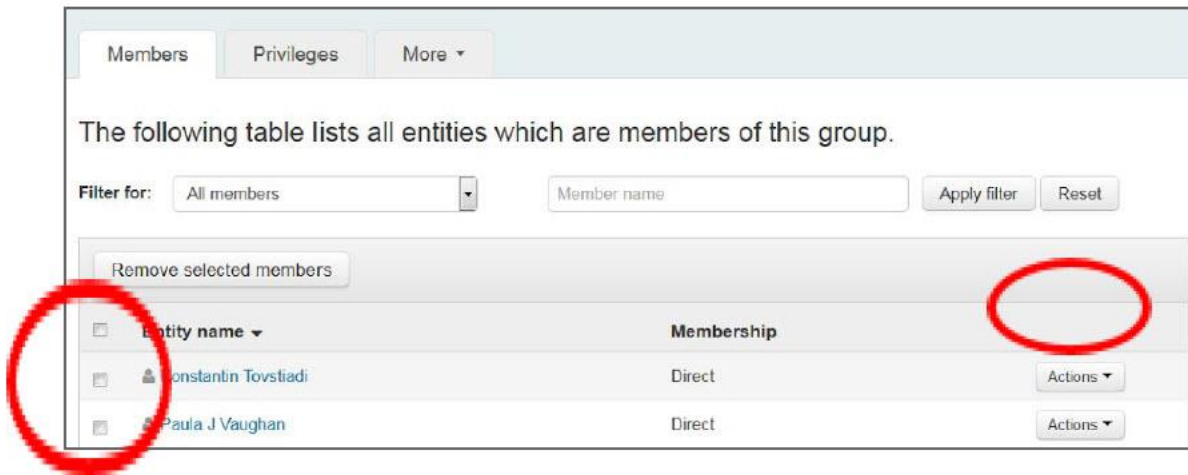 Members Privileges More
The following table lists all entities which are members of this group.
Filter for: All members Member name Apply filter Reset
Remove selected members
Entity name Membership
Konstantin Tovstiadi Direct Actions
Paula J Vaughan Direct Actions